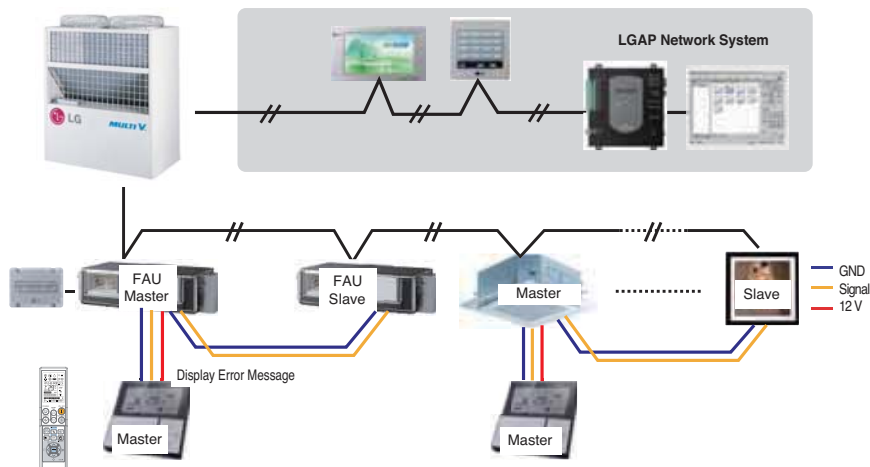 LGAP Network System
LG
MULTI V
FAU
Master
FAU
Slave
Master
Slave
GND
Signal
12 V
Display Error Message
Master
Master